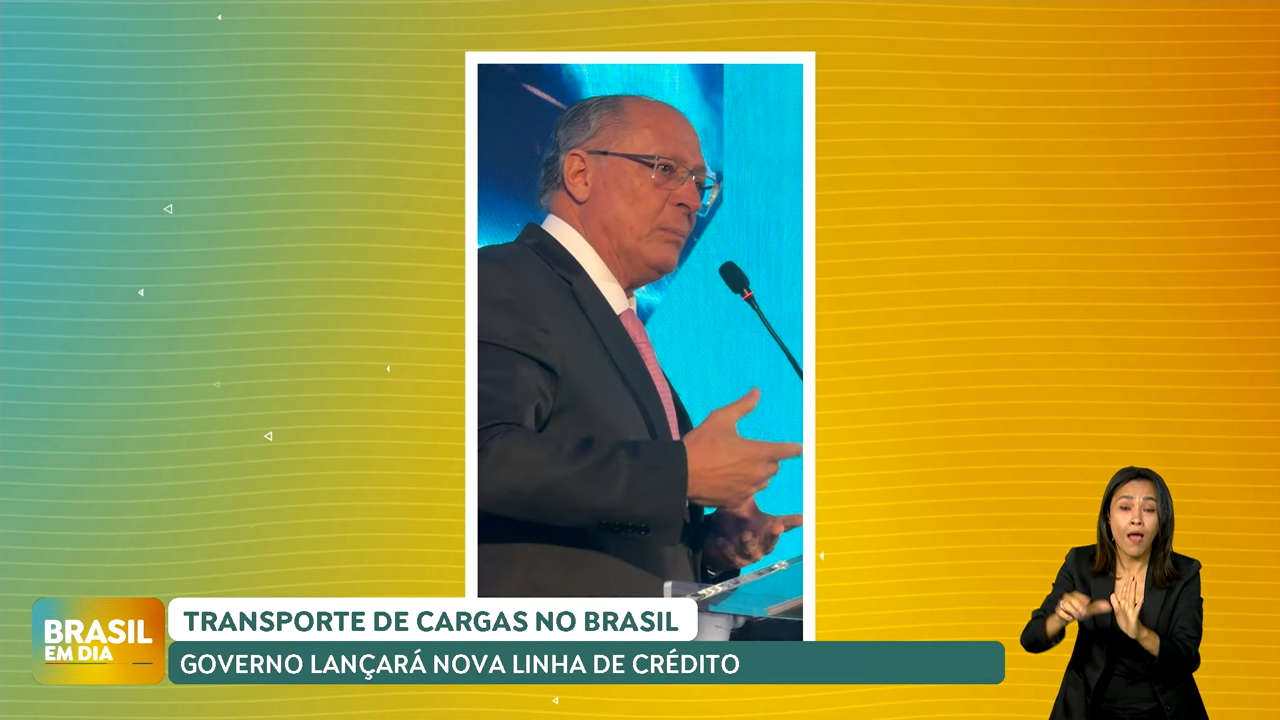 TRANSPORTE DE CARGAS NO BRASIL
BRASIL
EM DIA
GOVERNO LANÇARÁ NOVA LINHA DE CRÉDITO